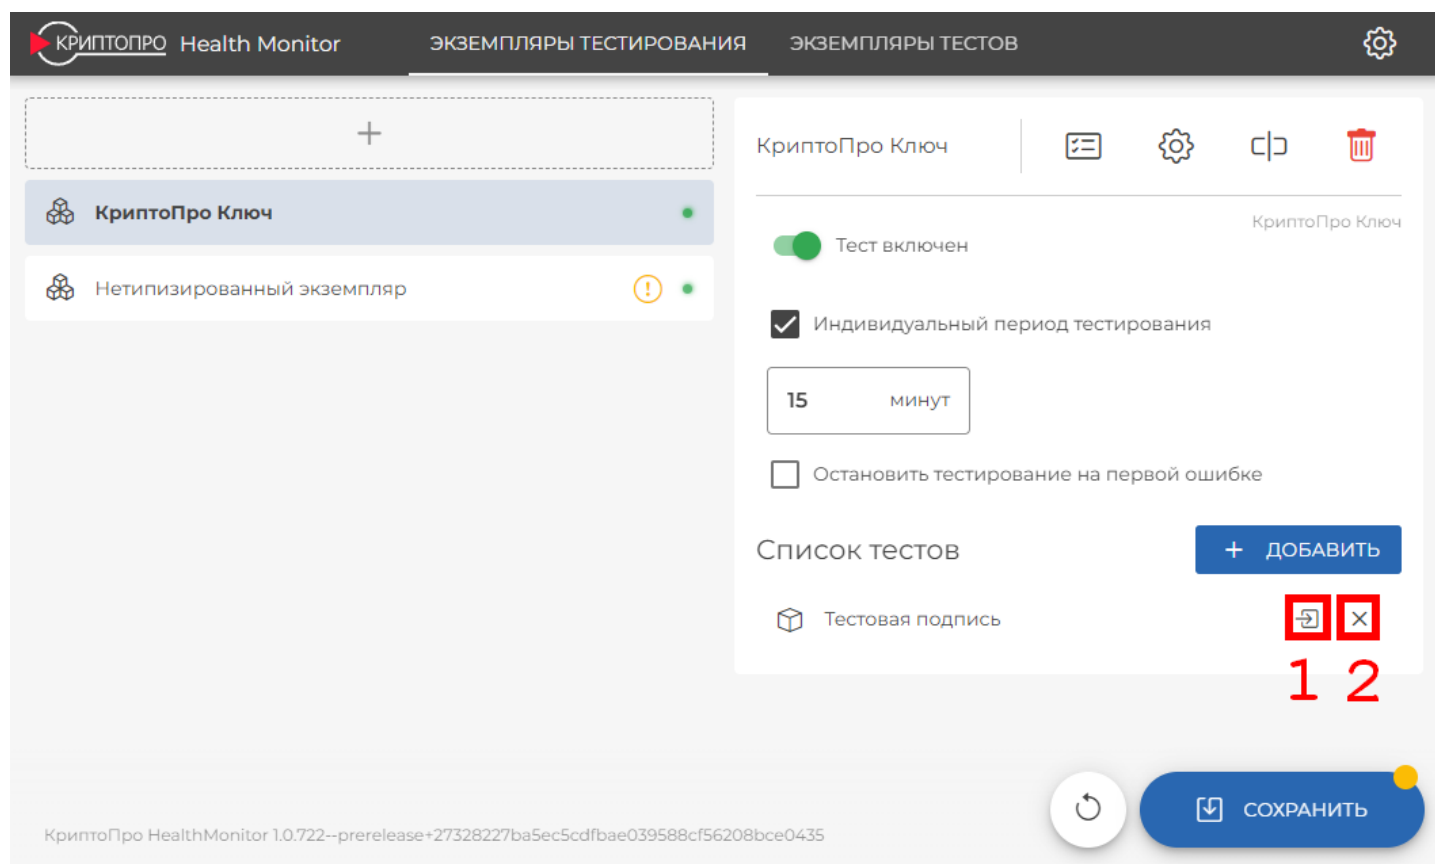 КРИПТОПРО Health Monitor ЭКЗЕМПЛЯРЫ ТЕСТИРОВАНИЯ ЭКЗЕМПЛЯРЫ ТЕСТОВ
КриптоПро Ключ
Нетипизированный экземпляр
КриптоПро Ключ
КриптоПро Ключ
Тест включен
Индивидуальный период тестирования
15 минут
Остановить тестирование на первой ошибке
Список тестов + ДОБАВИТЬ
Тестовая подпись
1 2
СОХРАНИТЬ
КриптоПро HealthMonitor 1.0.722--prerelease+27328227ba5ec5cdfbae039588cf56208bce0435